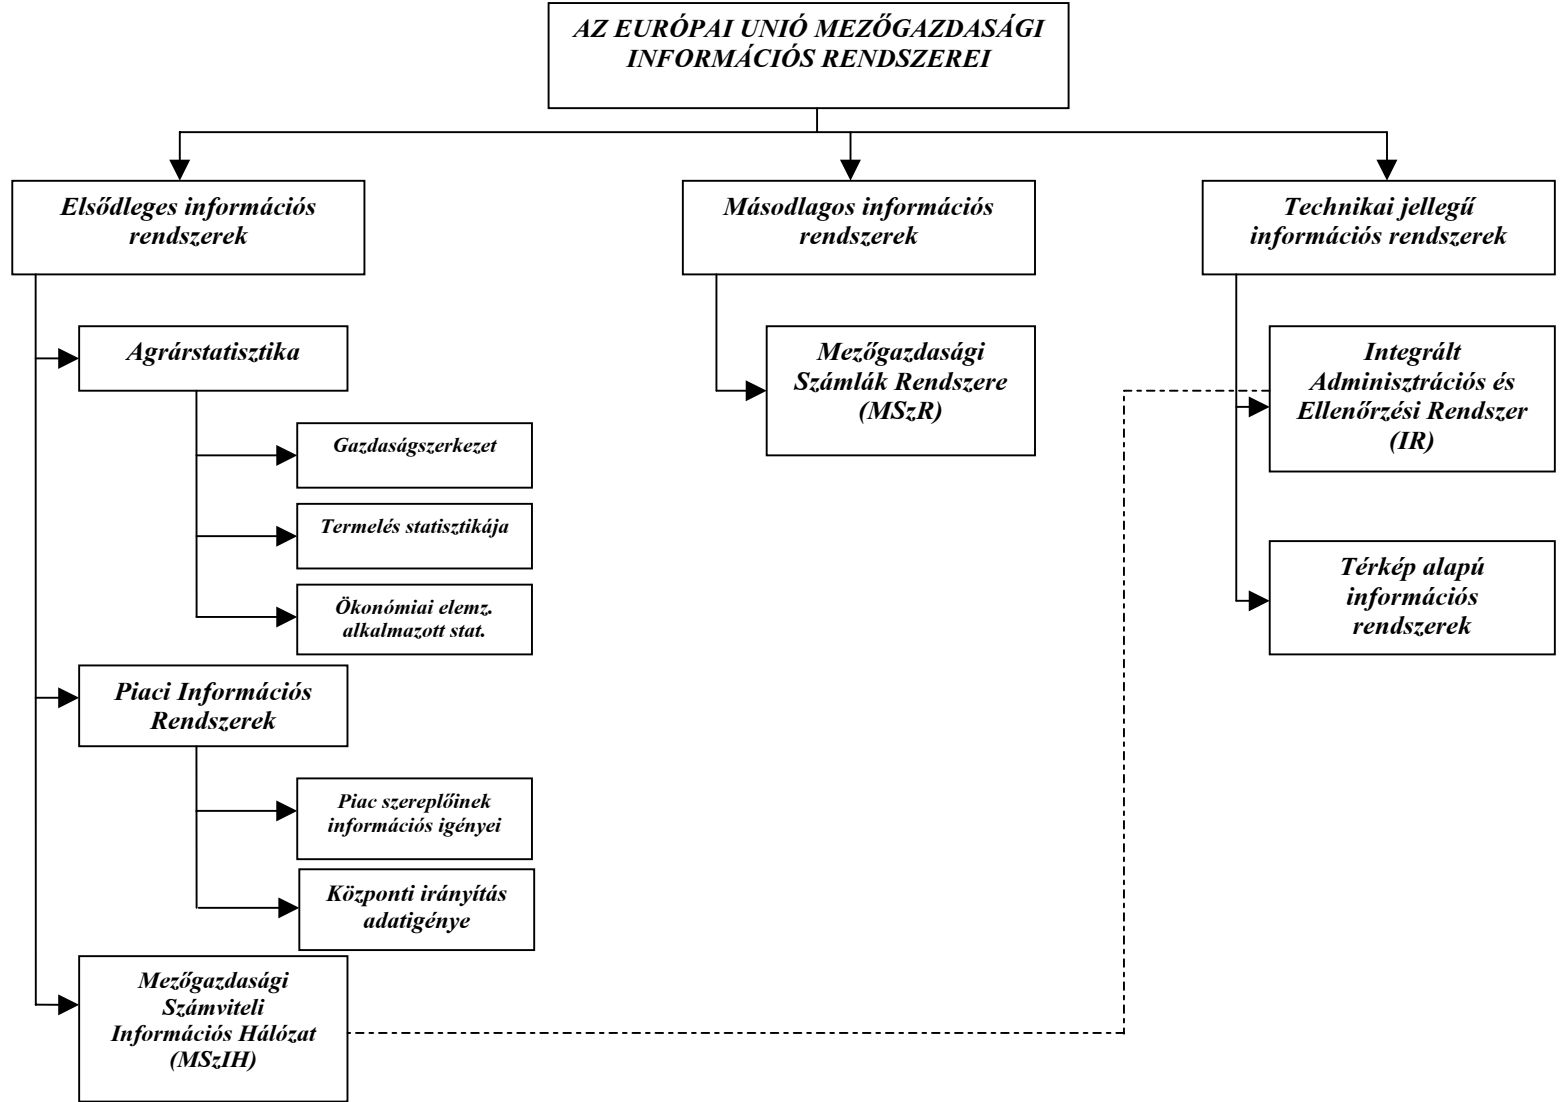 AZ EURÓPAI UNIÓ MEZŐGAZDASÁGI
INFORMÁCIÓS RENDSZEREI
Elsődleges információs
rendszerek
Másodlagos információs
rendszerek
Technikai jellegű
információs rendszerek
Agrárstatisztika
Gazdaságszerkezet
Termelés statisztikája
Ökonómiai elemz.
alkalmazott stat.
Piaci Információs
Rendszerek
Piac szereplőinek
információs igényei
Központi irányítás
adatigénye
Mezőgazdasági
Számviteli
Információs Hálózat
(MSzIH)
Mezőgazdasági
Számlák Rendszere
(MSzR)
Integrált
Adminisztrációs és
Ellenőrzési Rendszer
(IR)
Térkép alapú
információs
rendszerek